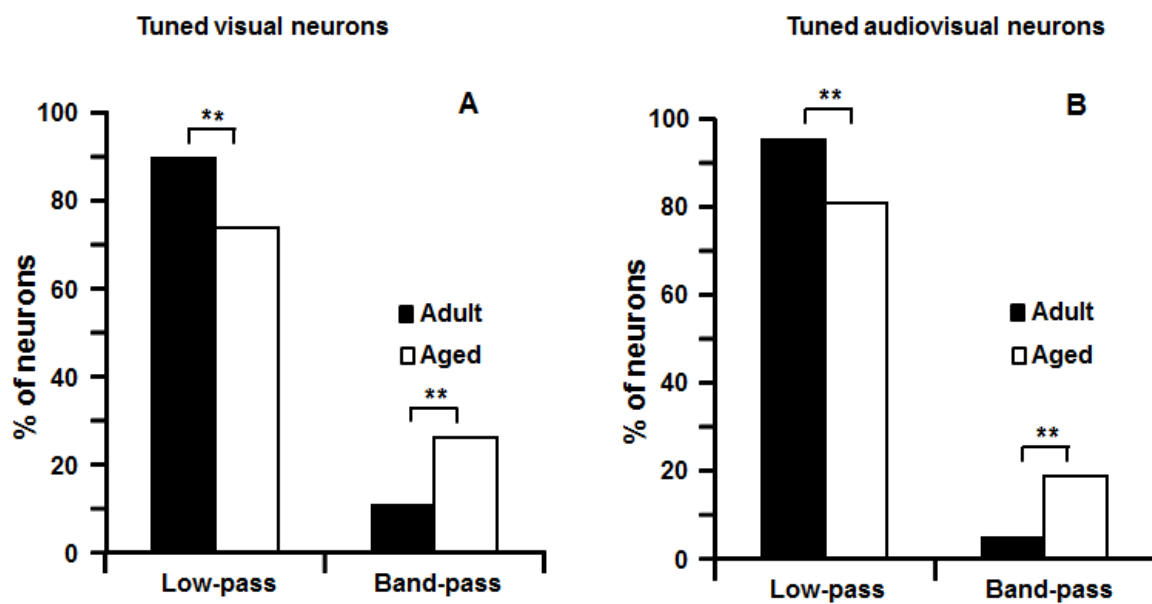 Tuned visual neurons
A
**
% of neurons
100
80
60
40
20
0
Adult
Aged
**
Low-pass
Band-pass
Tuned audiovisual neurons
B
**
% of neurons
100
80
60
40
20
0
Adult
Aged
**
Low-pass
Band-pass